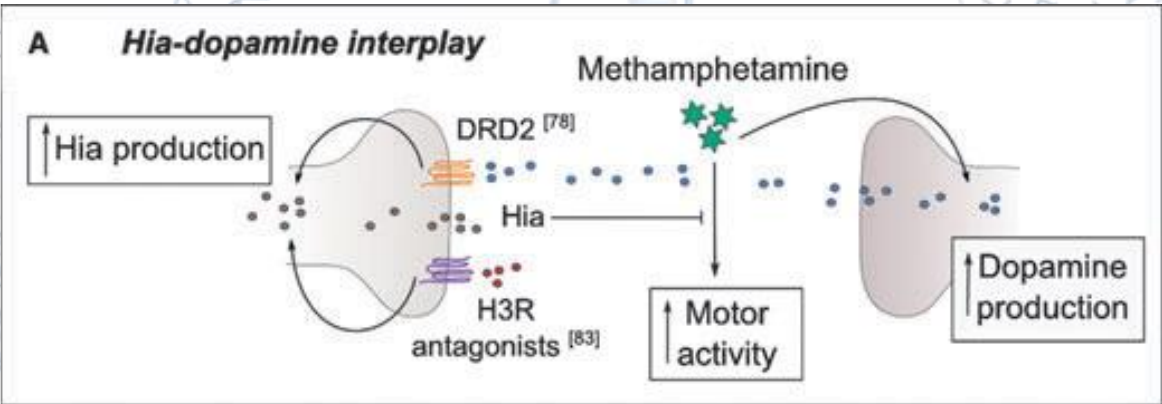 A Hia-dopamine interplay
Methamphetamine
↑ Hia production
DRD2 [78]
Hia
H3R
antagonists [83]
↑ Motor
activity
↑ Dopamine
production